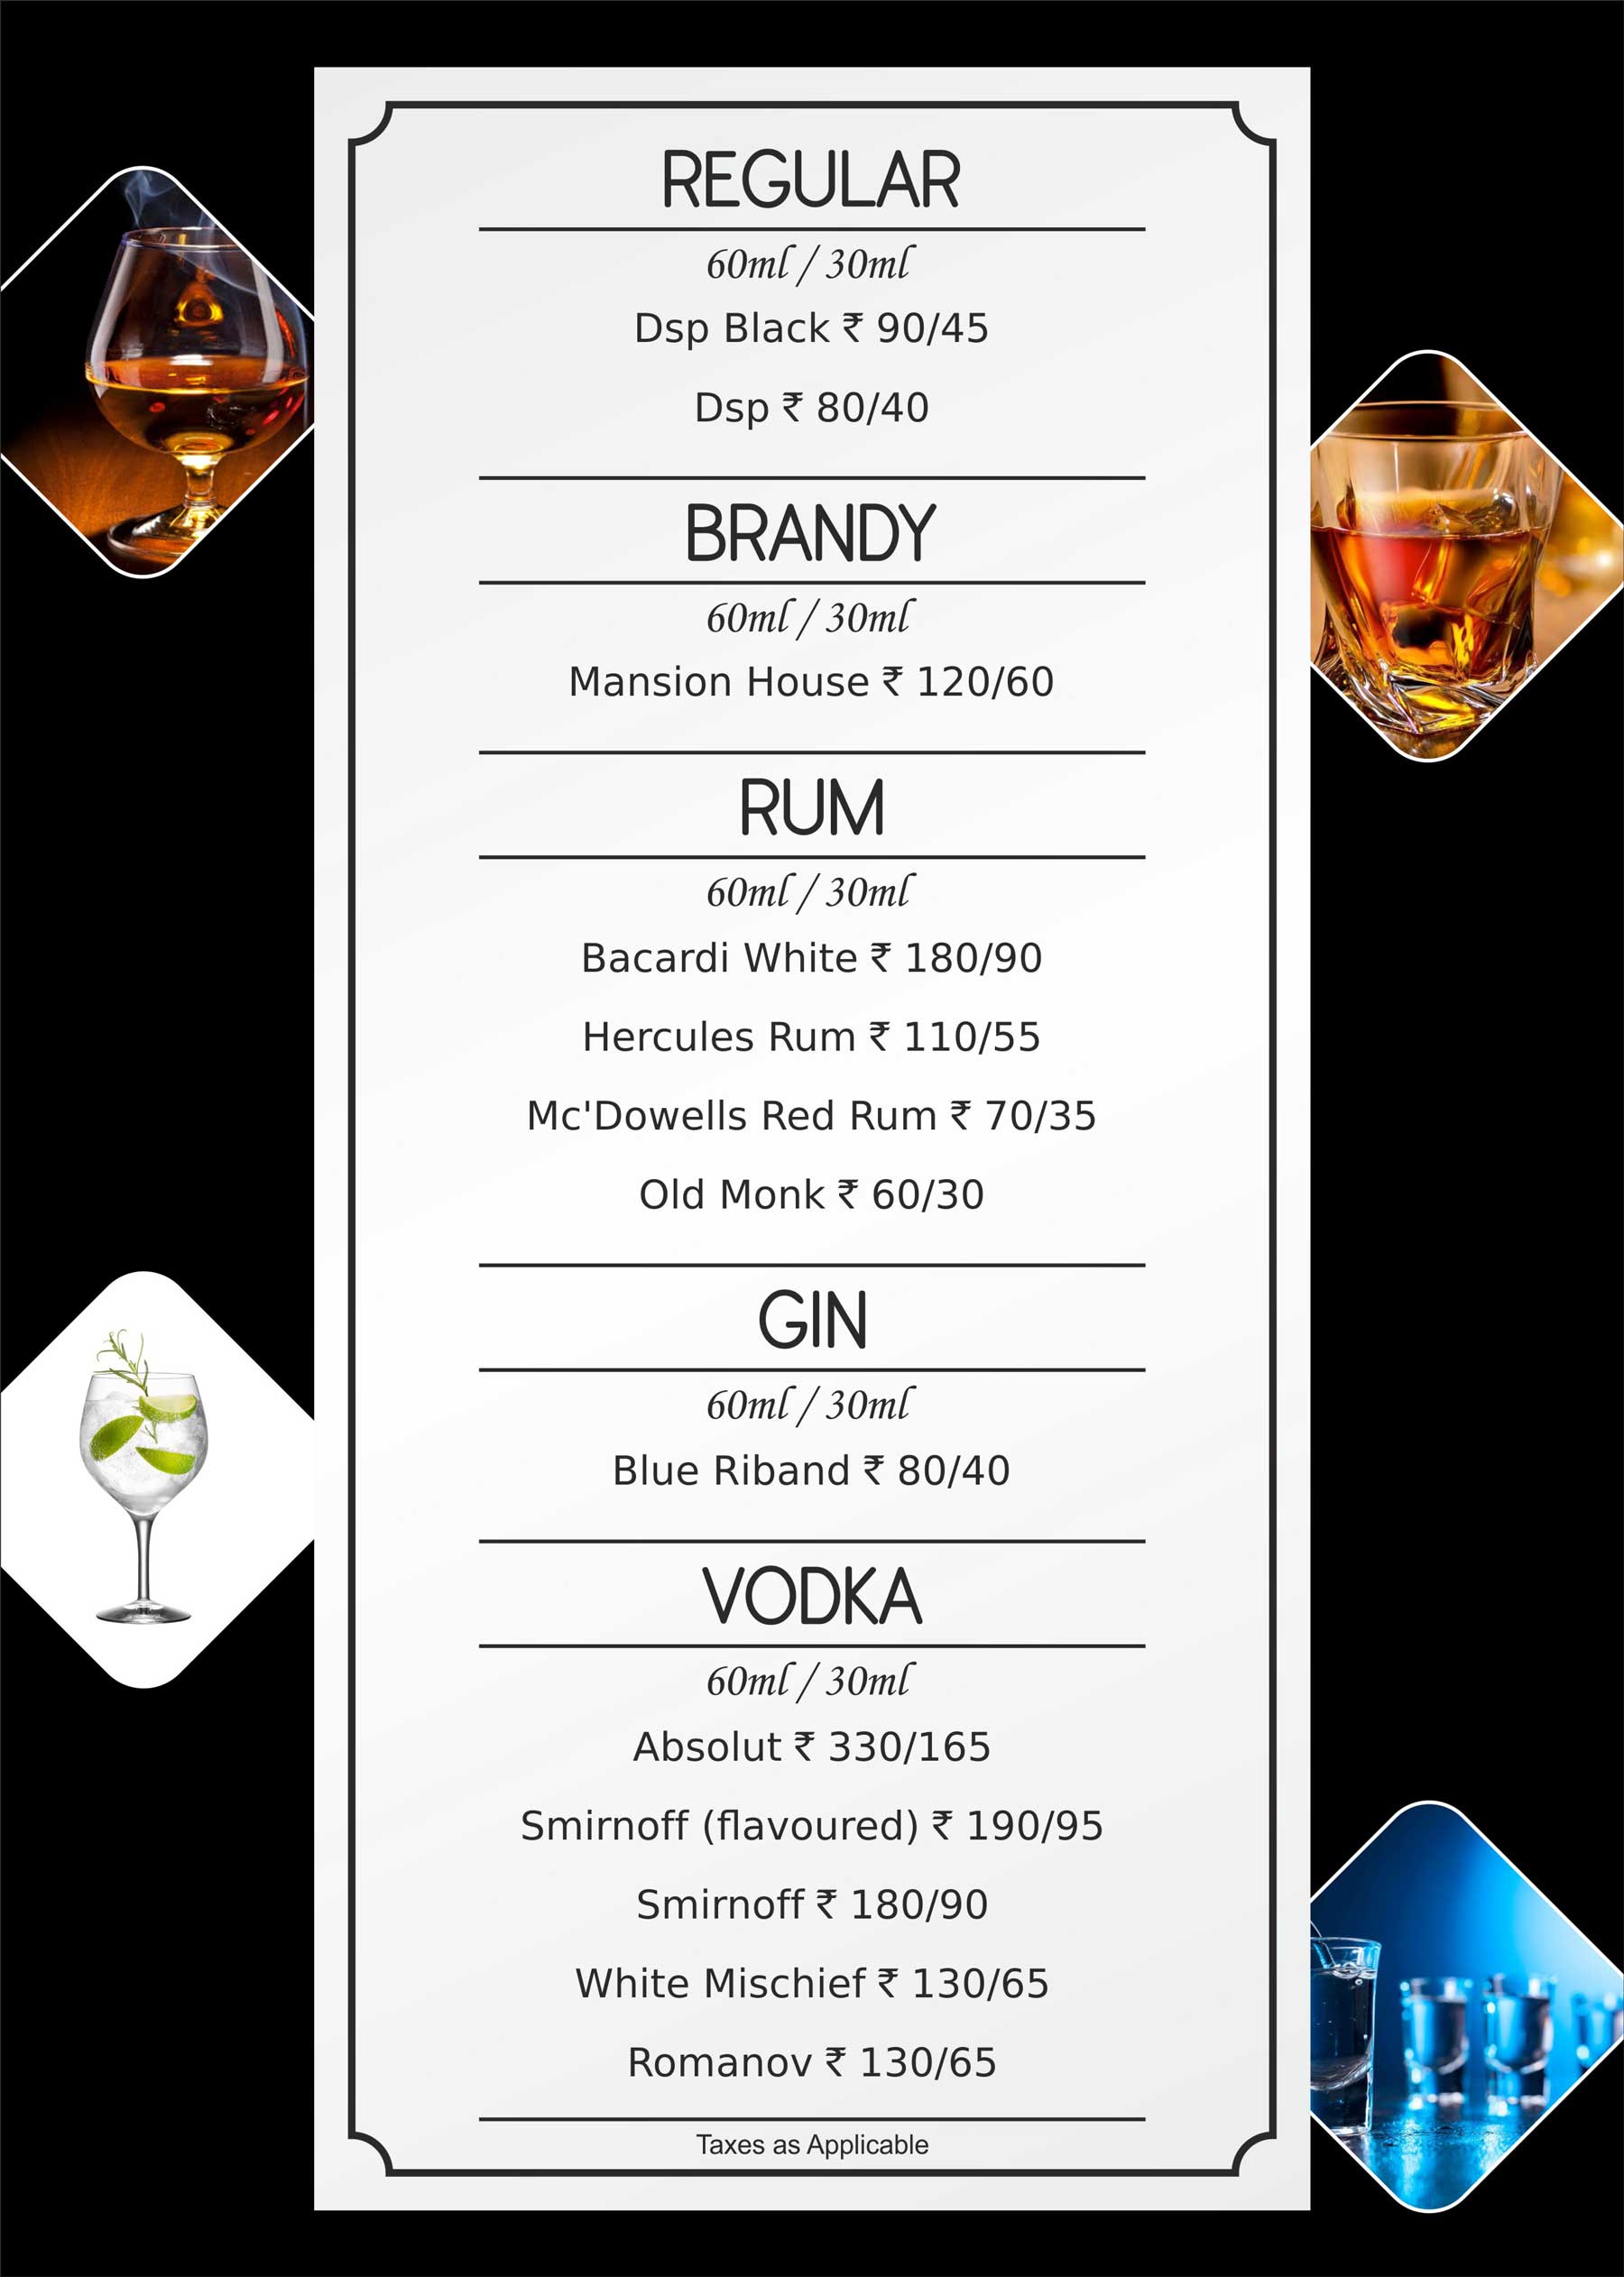 REGULAR
60ml / 30ml
Dsp Black ₹ 90/45
Dsp ₹ 80/40
BRANDY
60ml / 30ml
Mansion House ₹ 120/60
RUM
60ml / 30ml
Bacardi White ₹ 180/90
Hercules Rum ₹ 110/55
Mc'Dowells Red Rum ₹ 70/35
Old Monk ₹ 60/30
GIN
60ml / 30ml
Blue Riband ₹ 80/40
VODKA
60ml / 30ml
Absolut ₹ 330/165
Smirnoff (flavoured) ₹ 190/95
Smirnoff ₹ 180/90
White Mischief ₹ 130/65
Romanov ₹ 130/65
Taxes as Applicable